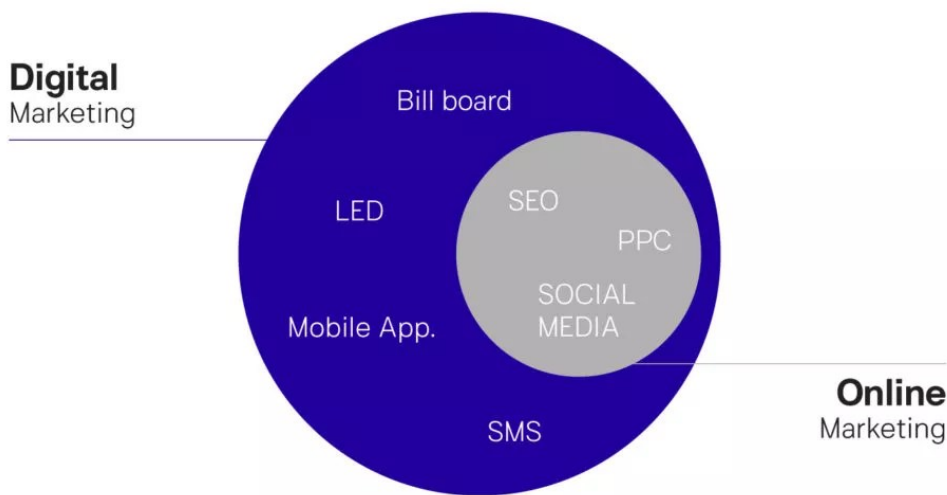 Digital
Marketing
Bill board
LED
Mobile App.
SMS
SEO
PPC
SOCIAL
MEDIA
Online
Marketing